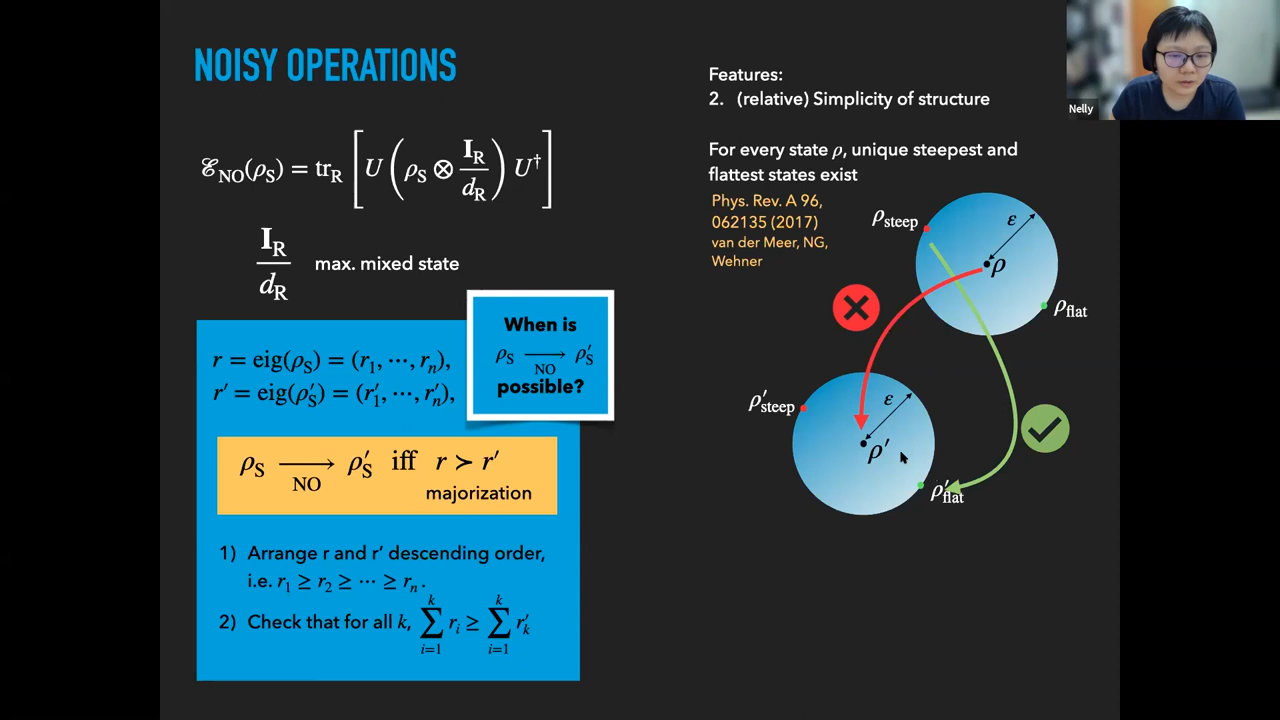 NOISY OPERATIONS
ℰ_NO(ρ_S) = tr_R [ U ( ρ_S ⊗ I_R/d_R ) U† ]
I_R/d_R max. mixed state
When is
ρ_S ⟶_NO ρ'_S
possible?
r = eig(ρ_S) = (r_1, ⋯, r_n),
r' = eig(ρ'_S) = (r'_1, ⋯, r'_n),
ρ_S ⟶_NO ρ'_S iff r ≻ r'
majorization
1) Arrange r and r’ descending order,
i.e. r_1 ≥ r_2 ≥ ⋯ ≥ r_n .
2) Check that for all k, ∑_{i=1}^{k} r_i ≥ ∑_{i=1}^{k} r'_k
Features:
2. (relative) Simplicity of structure
For every state ρ, unique steepest and
flattest states exist
Phys. Rev. A 96,
062135 (2017)
van der Meer, NG,
Wehner
ρ_steep
ε
ρ
ρ_flat
ρ'_steep
ε
ρ'
ρ'_flat
Nelly